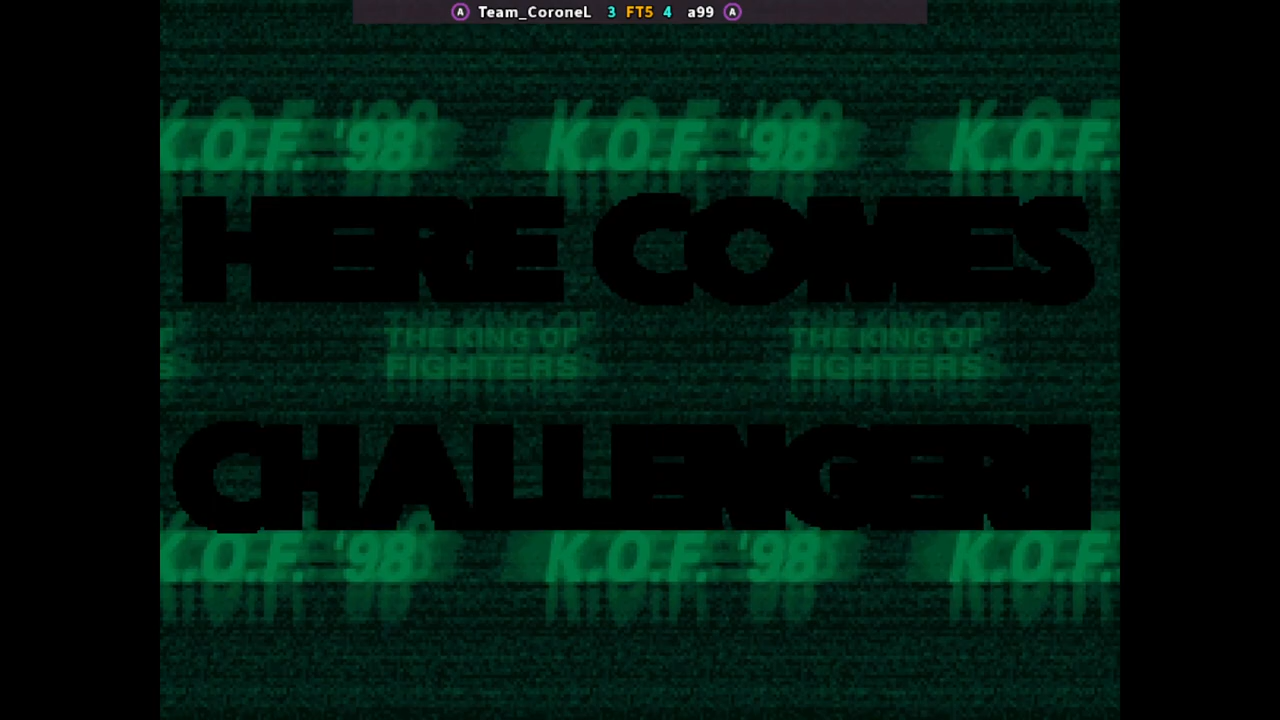 A Team_CoroneL 3 FT5 4 a99 A
K.O.F. '98 K.O.F. '98 K.O.F.
HERE COMES
THE KING OF THE KING OF
FIGHTERS FIGHTERS
CHALLENGER!
K.O.F. '98 K.O.F. '98 K.O.F.